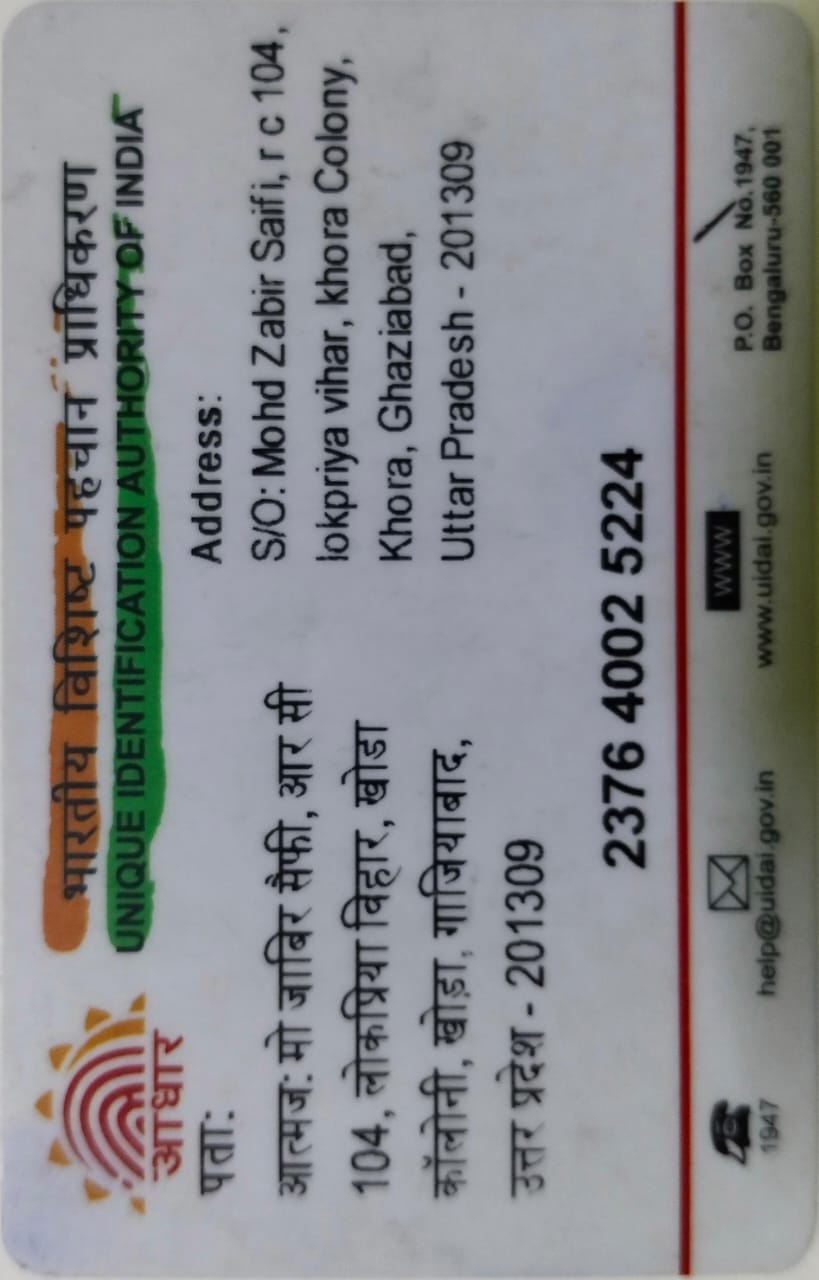 भारतीय विशिष्ट पहचान प्राधिकरण
UNIQUE IDENTIFICATION AUTHORITY OF INDIA
आधार
पता:
आत्मज: मो जाबिर सैफी, आर सी
104, लोकप्रिया विहार, खोडा
कॉलोनी, खोड़ा, गाजियाबाद,
उत्तर प्रदेश - 201309
Address:
S/O: Mohd Zabir Saifi, r c 104,
lokpriya vihar, khora Colony,
Khora, Ghaziabad,
Uttar Pradesh - 201309
2376 4002 5224
1947
help@uidai.gov.in
www
www.uidai.gov.in
P.O. Box No.1947,
Bengaluru-560 001